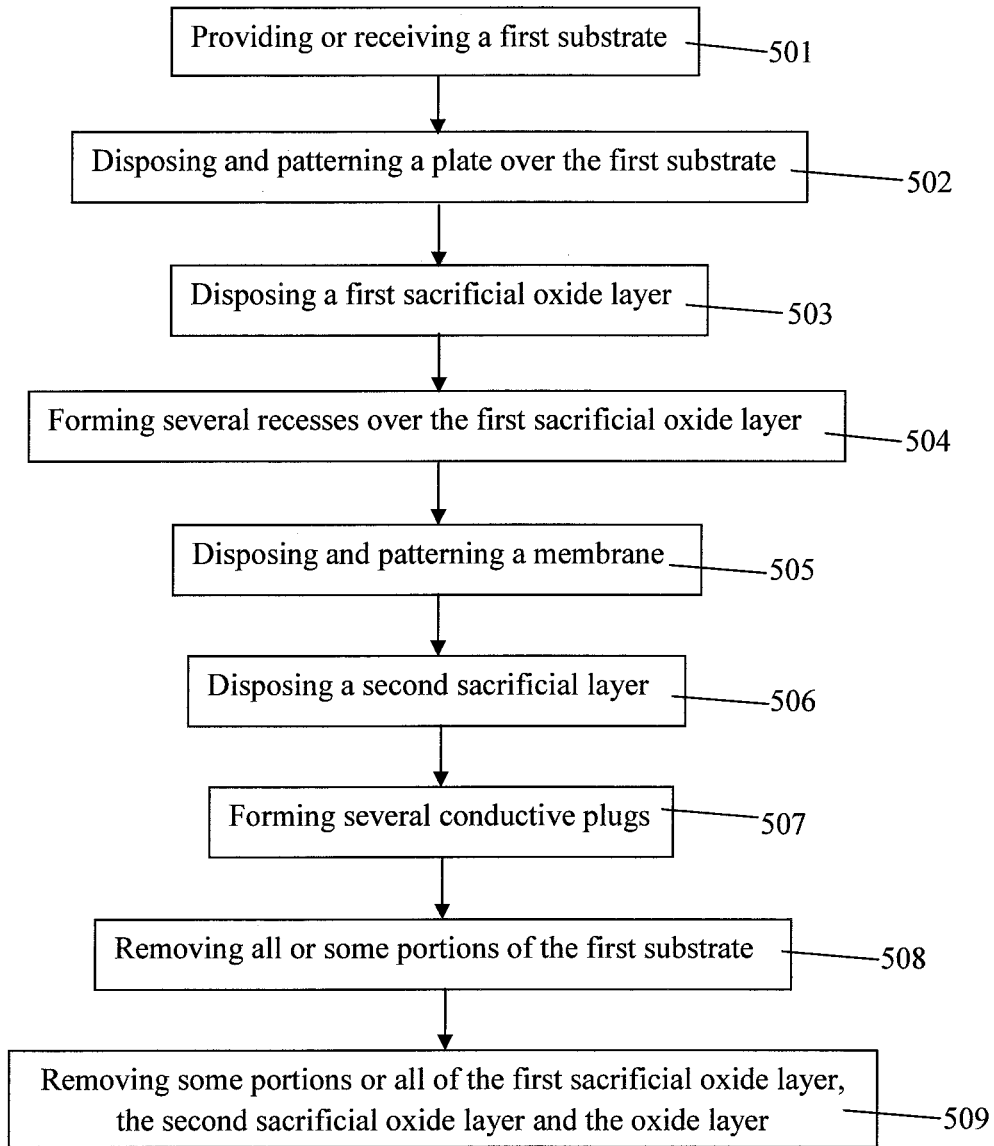 Providing or receiving a first substrate
501
Disposing and patterning a plate over the first substrate
502
Disposing a first sacrificial oxide layer
503
Forming several recesses over the first sacrificial oxide layer
504
Disposing and patterning a membrane
505
Disposing a second sacrificial layer
506
Forming several conductive plugs
507
Removing all or some portions of the first substrate
508
Removing some portions or all of the first sacrificial oxide layer,
the second sacrificial oxide layer and the oxide layer
509